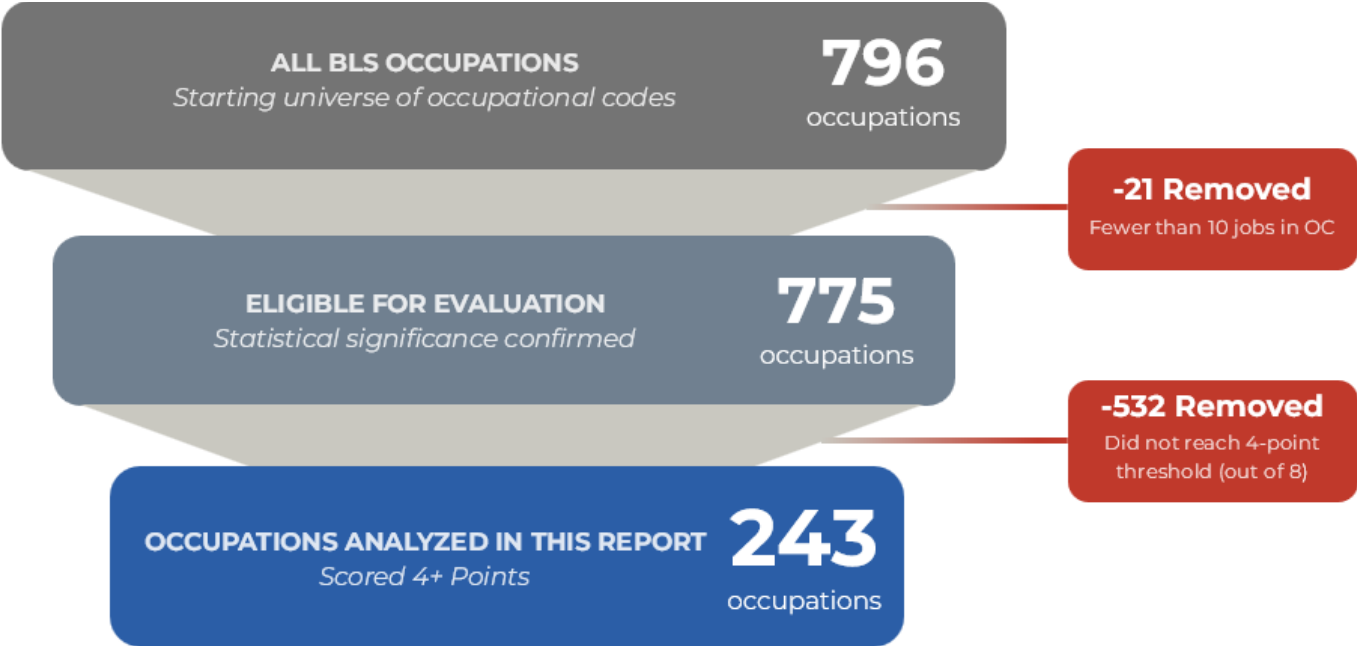 ALL BLS OCCUPATIONS
Starting universe of occupational codes
796
occupations
-21 Removed
Fewer than 10 jobs in OC
ELIGIBLE FOR EVALUATION
Statistical significance confirmed
775
occupations
-532 Removed
Did not reach 4-point
threshold (out of 8)
OCCUPATIONS ANALYZED IN THIS REPORT
Scored 4+ Points
243
occupations